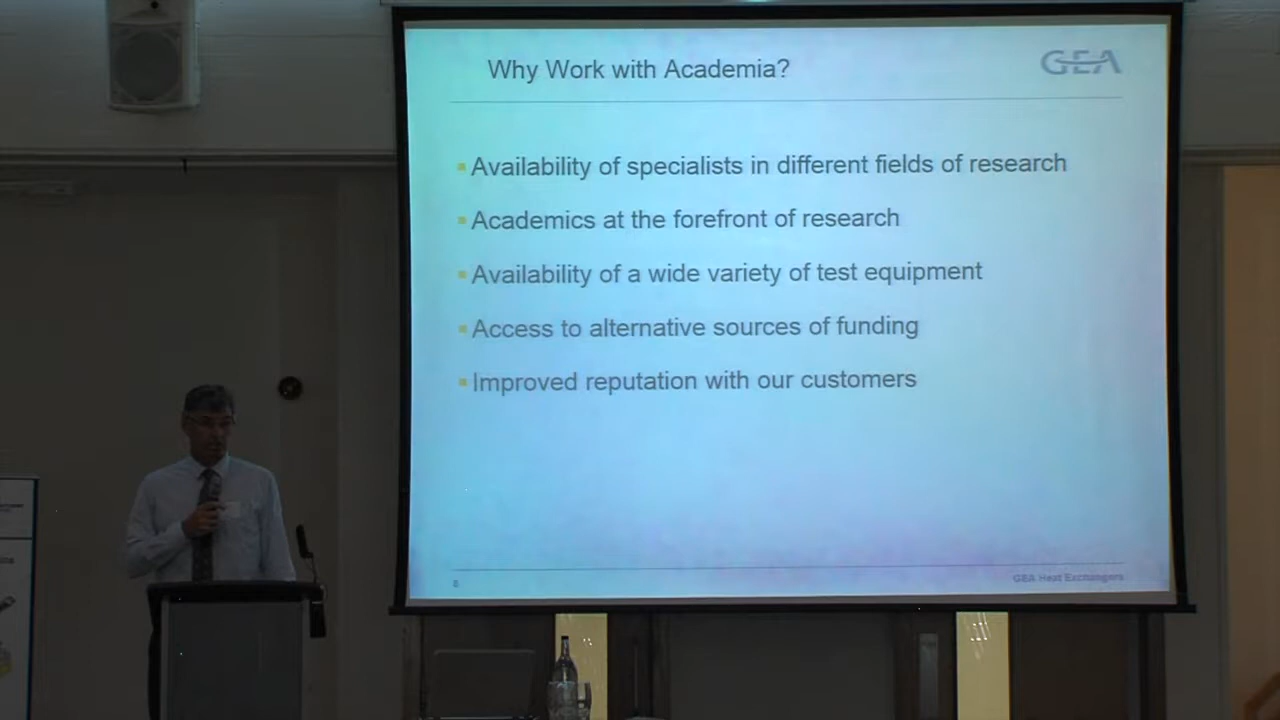 Why Work with Academia?
GEA
Availability of specialists in different fields of research
Academics at the forefront of research
Availability of a wide variety of test equipment
Access to alternative sources of funding
Improved reputation with our customers
8
GEA Heat Exchangers